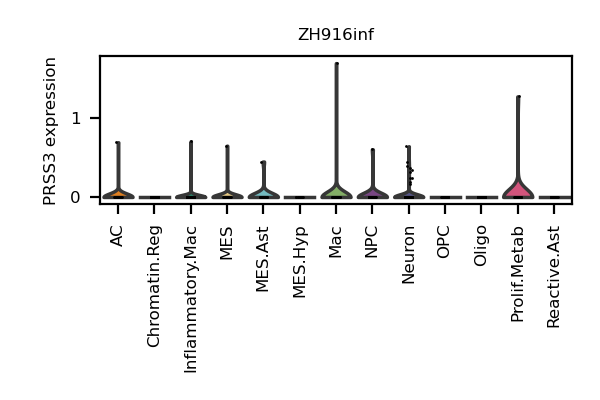 ZH916inf
PRSS3 expression
1
0
AC
Chromatin.Reg
Inflammatory.Mac
MES
MES.Ast
MES.Hyp
Mac
NPC
Neuron
OPC
Oligo
Prolif.Metab
Reactive.Ast